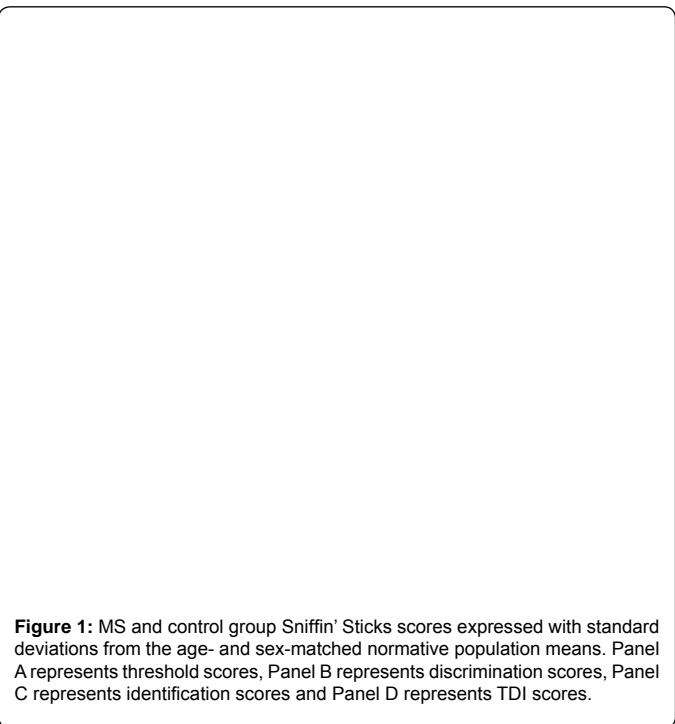 Figure 1: MS and control group Sniffin’ Sticks scores expressed with standard
deviations from the age- and sex-matched normative population means. Panel
A represents threshold scores, Panel B represents discrimination scores, Panel
C represents identification scores and Panel D represents TDI scores.